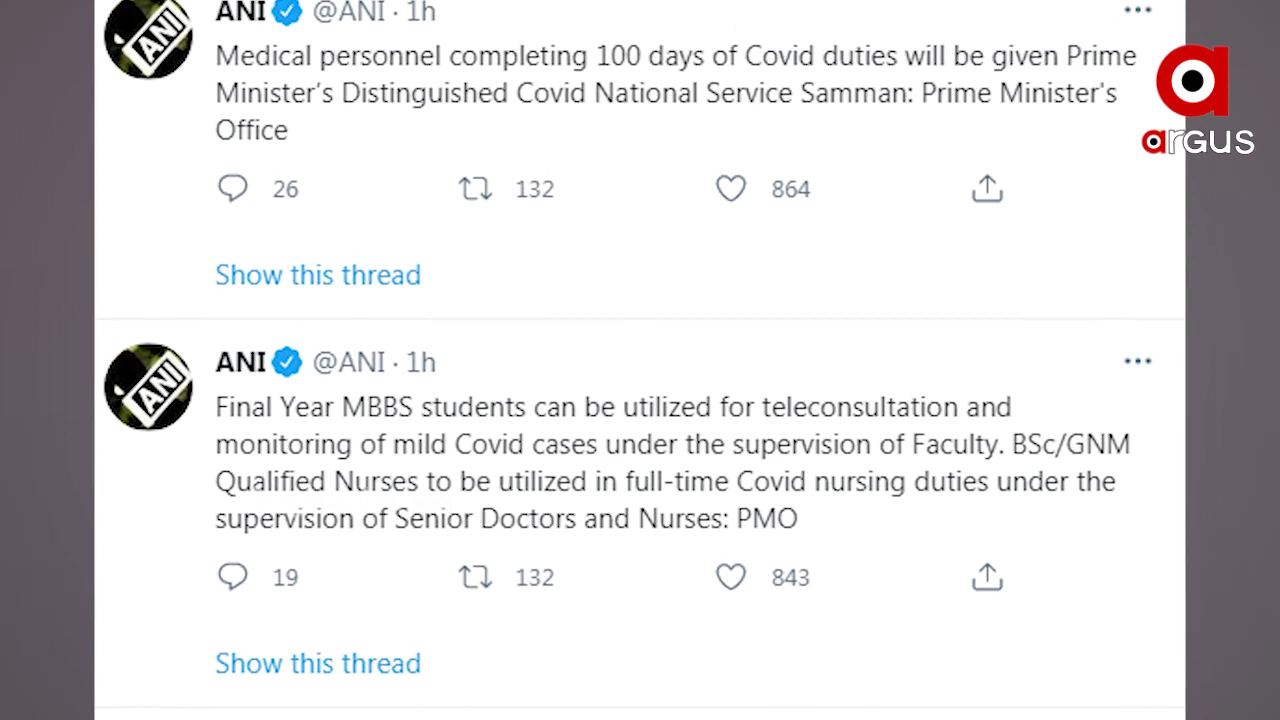 ANI @ANI · 1h
Medical personnel completing 100 days of Covid duties will be given Prime
Minister’s Distinguished Covid National Service Samman: Prime Minister's
Office
26 132 864
Show this thread
ANI @ANI · 1h
Final Year MBBS students can be utilized for teleconsultation and
monitoring of mild Covid cases under the supervision of Faculty. BSc/GNM
Qualified Nurses to be utilized in full-time Covid nursing duties under the
supervision of Senior Doctors and Nurses: PMO
19 132 843
Show this thread
a
argus
ANI
ANI